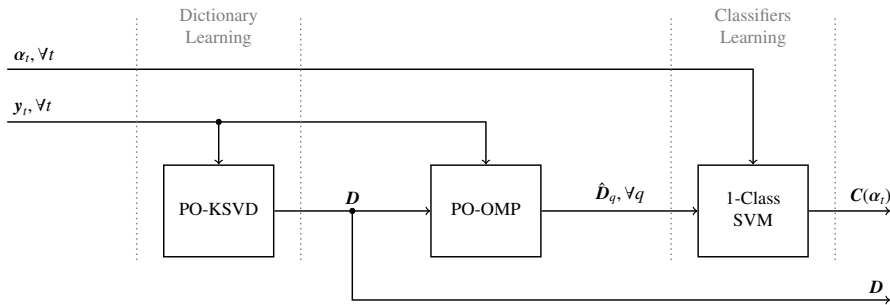 Dictionary
Learning
Classifiers
Learning
α_t, ∀t
y_t, ∀t
PO-KSVD
D
PO-OMP
D̂_q, ∀q
1-Class
SVM
C(α_t)
D